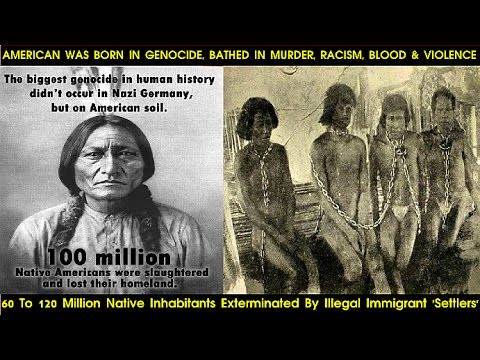 AMERICAN WAS BORN IN GENOCIDE, BATHED IN MURDER, RACISM, BLOOD & VIOLENCE
The biggest genocide in human history
didn't occur in Nazi Germany,
but on American soil.
100 million
Native Americans were slaughtered
and lost their homeland.
60 To 120 Million Native Inhabitants Exterminated By Illegal Immigrant 'Settlers'